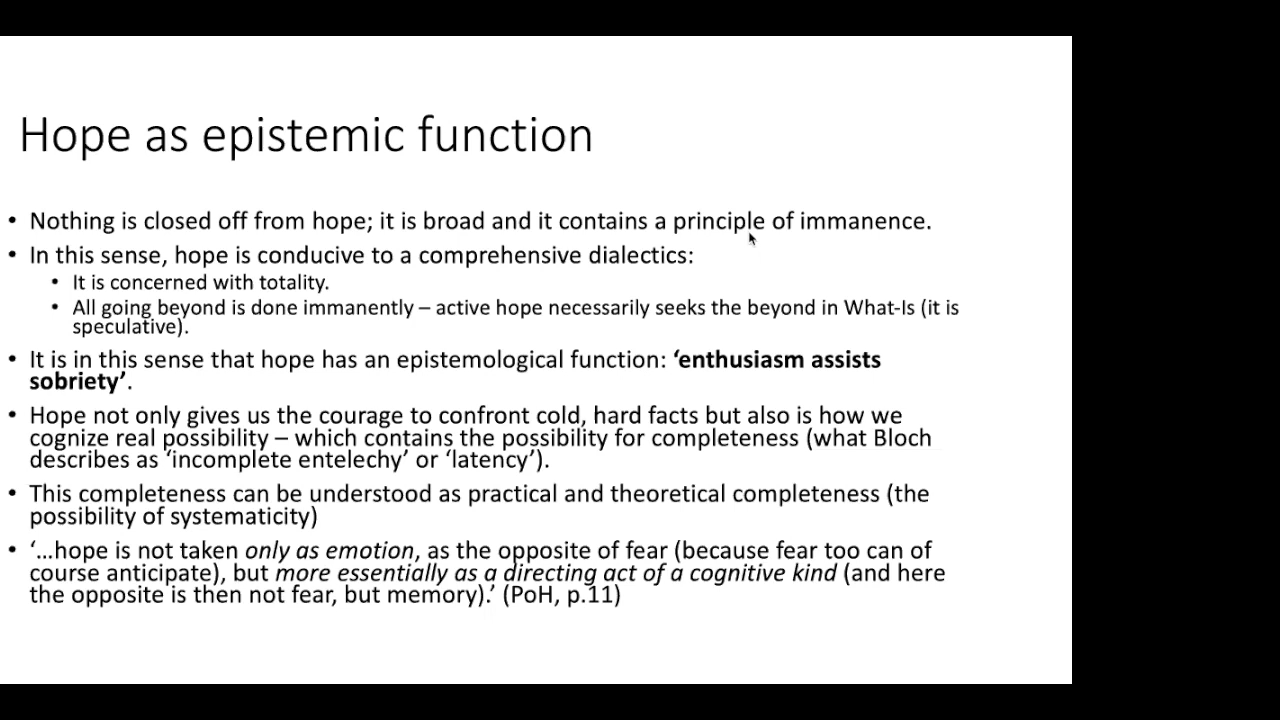 Hope as epistemic function
• Nothing is closed off from hope; it is broad and it contains a principle of immanence.
• In this sense, hope is conducive to a comprehensive dialectics:
• It is concerned with totality.
• All going beyond is done immanently – active hope necessarily seeks the beyond in What-Is (it is
speculative).
• It is in this sense that hope has an epistemological function: ‘enthusiasm assists
sobriety’.
• Hope not only gives us the courage to confront cold, hard facts but also is how we
cognize real possibility – which contains the possibility for completeness (what Bloch
describes as ‘incomplete entelechy’ or ‘latency’).
• This completeness can be understood as practical and theoretical completeness (the
possibility of systematicity)
• ‘…hope is not taken only as emotion, as the opposite of fear (because fear too can of
course anticipate), but more essentially as a directing act of a cognitive kind (and here
the opposite is then not fear, but memory).’ (PoH, p.11)